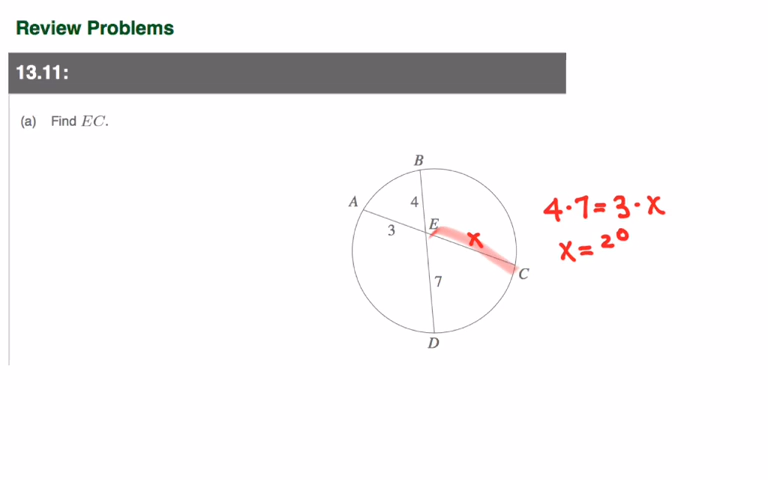 Review Problems
13.11:
(a) Find EC.
B
A
4
E
3
x
C
7
D
4·7=3·x
x=20